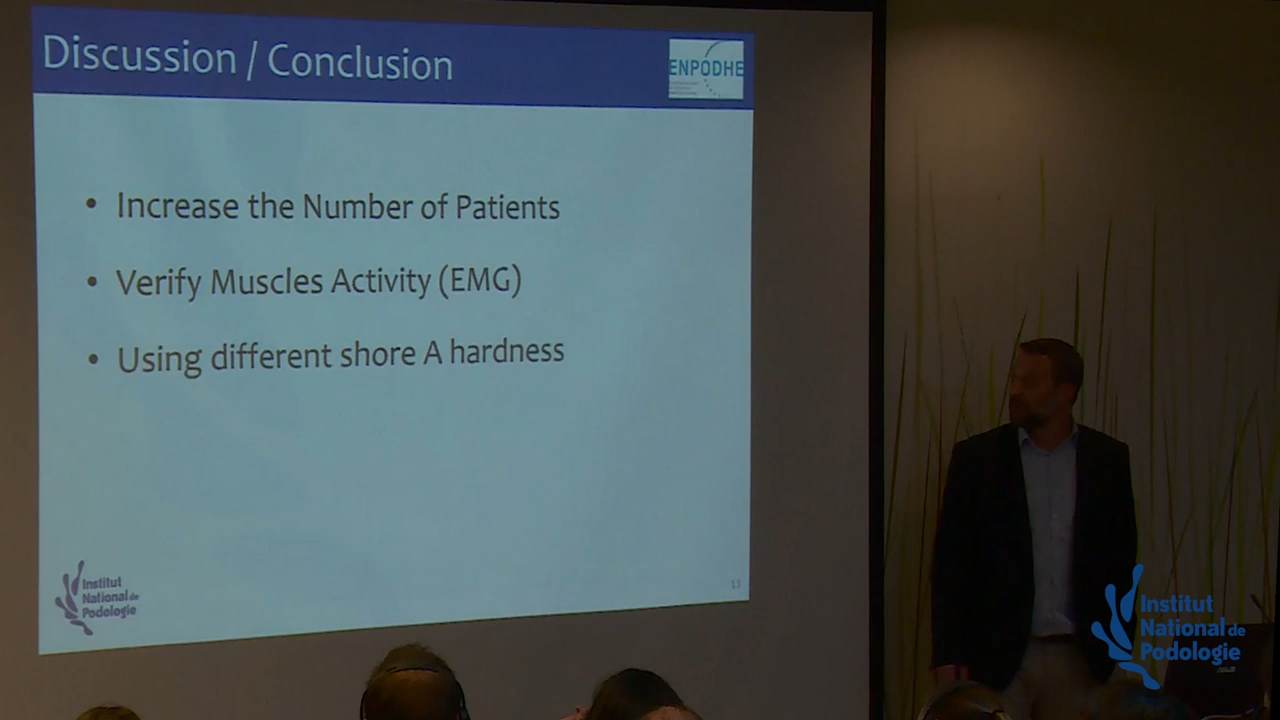 Discussion / Conclusion
ENPODHE
• Increase the Number of Patients
• Verify Muscles Activity (EMG)
• Using different shore A hardness
Institut
National de
Podologie
13
Institut
National de
Podologie